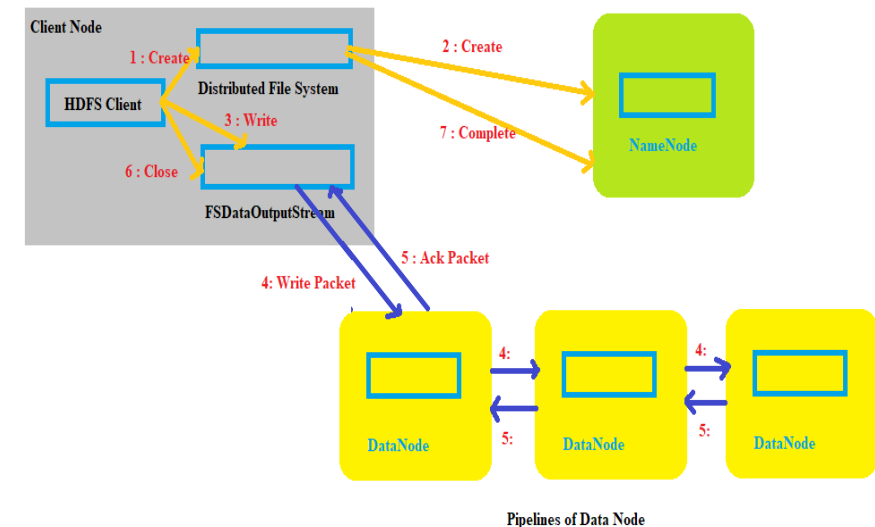 Client Node
1 : Create
2 : Create
Distributed File System
HDFS Client
3 : Write
7 : Complete
NameNode
6 : Close
FSDataOutputStream
5 : Ack Packet
4: Write Packet
4:
4:
5:
5:
DataNode
DataNode
DataNode
Pipelines of Data Node